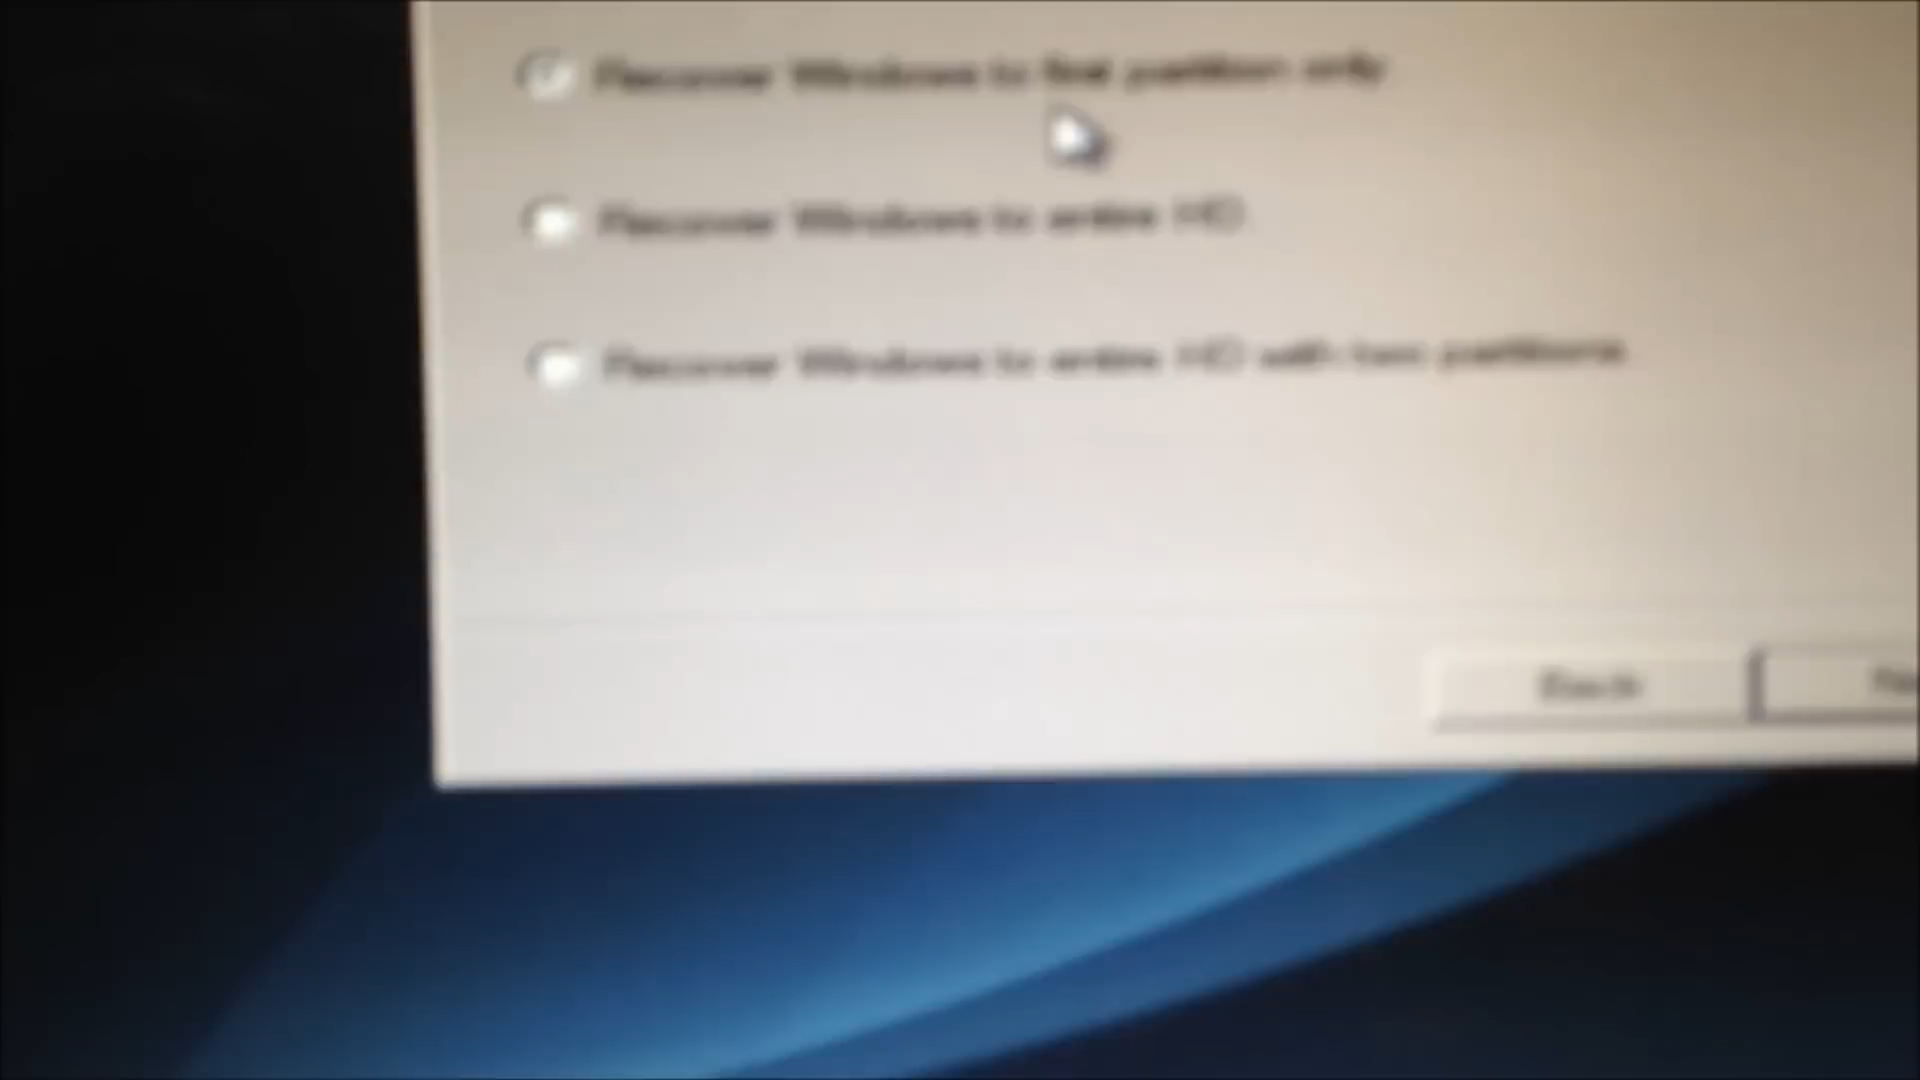 Recover Windows to first partition only
Recover Windows to entire HD
Recover Windows to entire HD with two partitions
Back